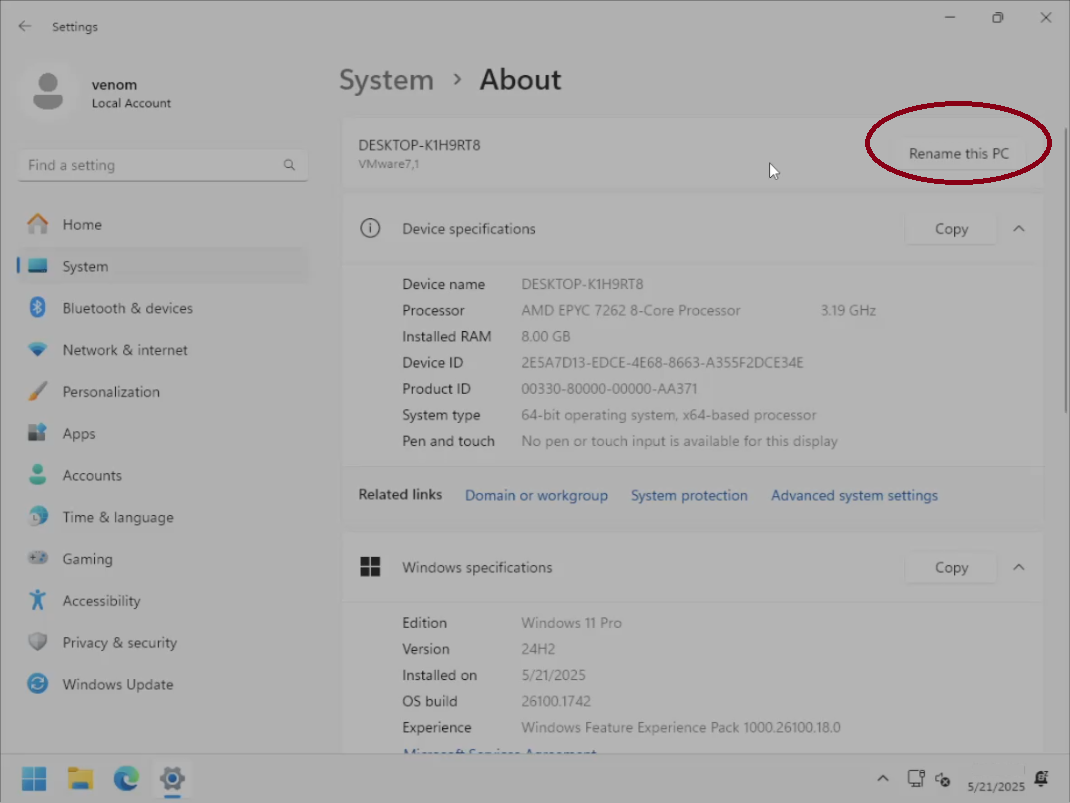 Settings
venom
Local Account
Find a setting
Home
System
Bluetooth & devices
Network & internet
Personalization
Apps
Accounts
Time & language
Gaming
Accessibility
Privacy & security
Windows Update
System > About
DESKTOP-K1H9RT8
VMware7,1
Rename this PC
Device specifications
Copy
Device name DESKTOP-K1H9RT8
Processor AMD EPYC 7262 8-Core Processor 3.19 GHz
Installed RAM 8.00 GB
Device ID 2E5A7D13-EDCE-4E68-8663-A355F2DCE34E
Product ID 00330-80000-00000-AA371
System type 64-bit operating system, x64-based processor
Pen and touch No pen or touch input is available for this display
Related links Domain or workgroup System protection Advanced system settings
Windows specifications
Copy
Edition Windows 11 Pro
Version 24H2
Installed on 5/21/2025
OS build 26100.1742
Experience Windows Feature Experience Pack 1000.26100.18.0
Microsoft Services Agreement
5/21/2025